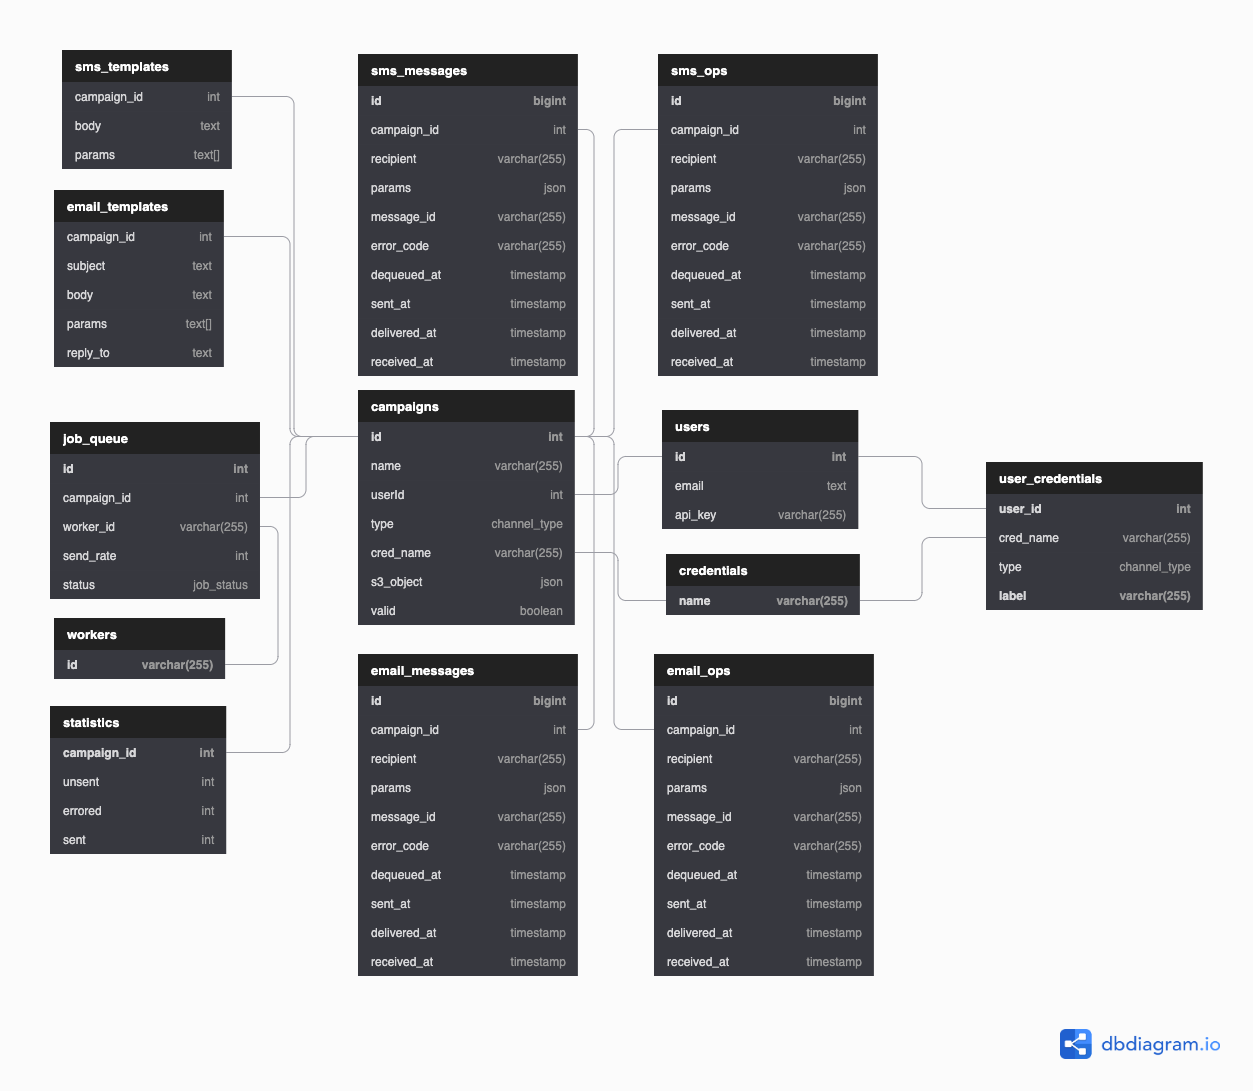 sms_templates
campaign_id int
body text
params text[]
email_templates
campaign_id int
subject text
body text
params text[]
reply_to text
job_queue
id int
campaign_id int
worker_id varchar(255)
send_rate int
status job_status
workers
id varchar(255)
statistics
campaign_id int
unsent int
errored int
sent int
sms_messages
id bigint
campaign_id int
recipient varchar(255)
params json
message_id varchar(255)
error_code varchar(255)
dequeued_at timestamp
sent_at timestamp
delivered_at timestamp
received_at timestamp
campaigns
id int
name varchar(255)
userId int
type channel_type
cred_name varchar(255)
s3_object json
valid boolean
email_messages
id bigint
campaign_id int
recipient varchar(255)
params json
message_id varchar(255)
error_code varchar(255)
dequeued_at timestamp
sent_at timestamp
delivered_at timestamp
received_at timestamp
sms_ops
id bigint
campaign_id int
recipient varchar(255)
params json
message_id varchar(255)
error_code varchar(255)
dequeued_at timestamp
sent_at timestamp
delivered_at timestamp
received_at timestamp
users
id int
email text
api_key varchar(255)
credentials
name varchar(255)
email_ops
id bigint
campaign_id int
recipient varchar(255)
params json
message_id varchar(255)
error_code varchar(255)
dequeued_at timestamp
sent_at timestamp
delivered_at timestamp
received_at timestamp
user_credentials
user_id int
cred_name varchar(255)
type channel_type
label varchar(255)
dbdiagram.io